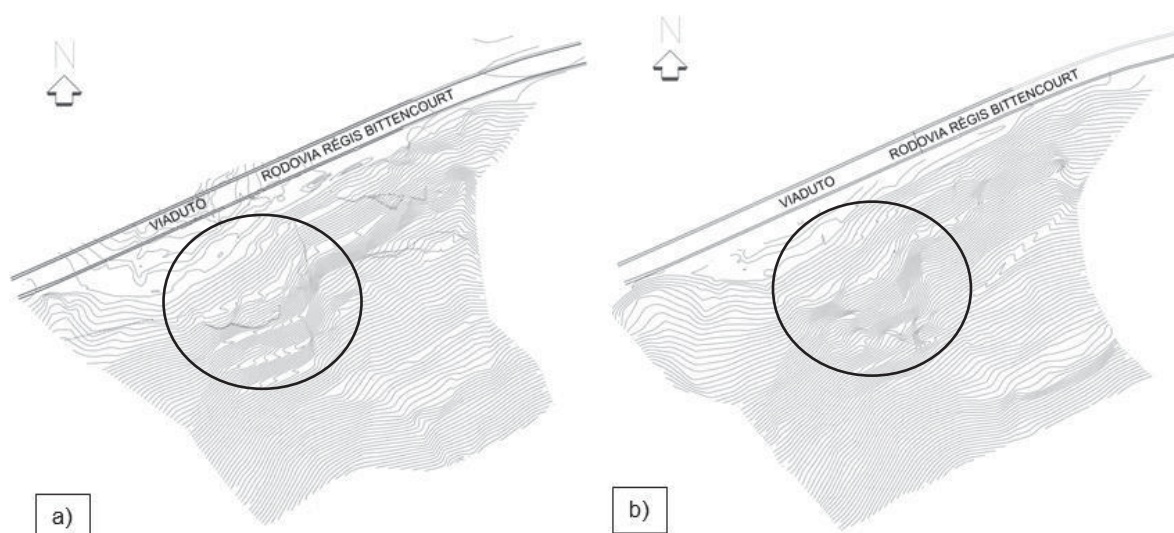 N
VIADUTO
RODOVIA RÉGIS BITTENCOURT
a)
N
VIADUTO
RODOVIA RÉGIS BITTENCOURT
b)